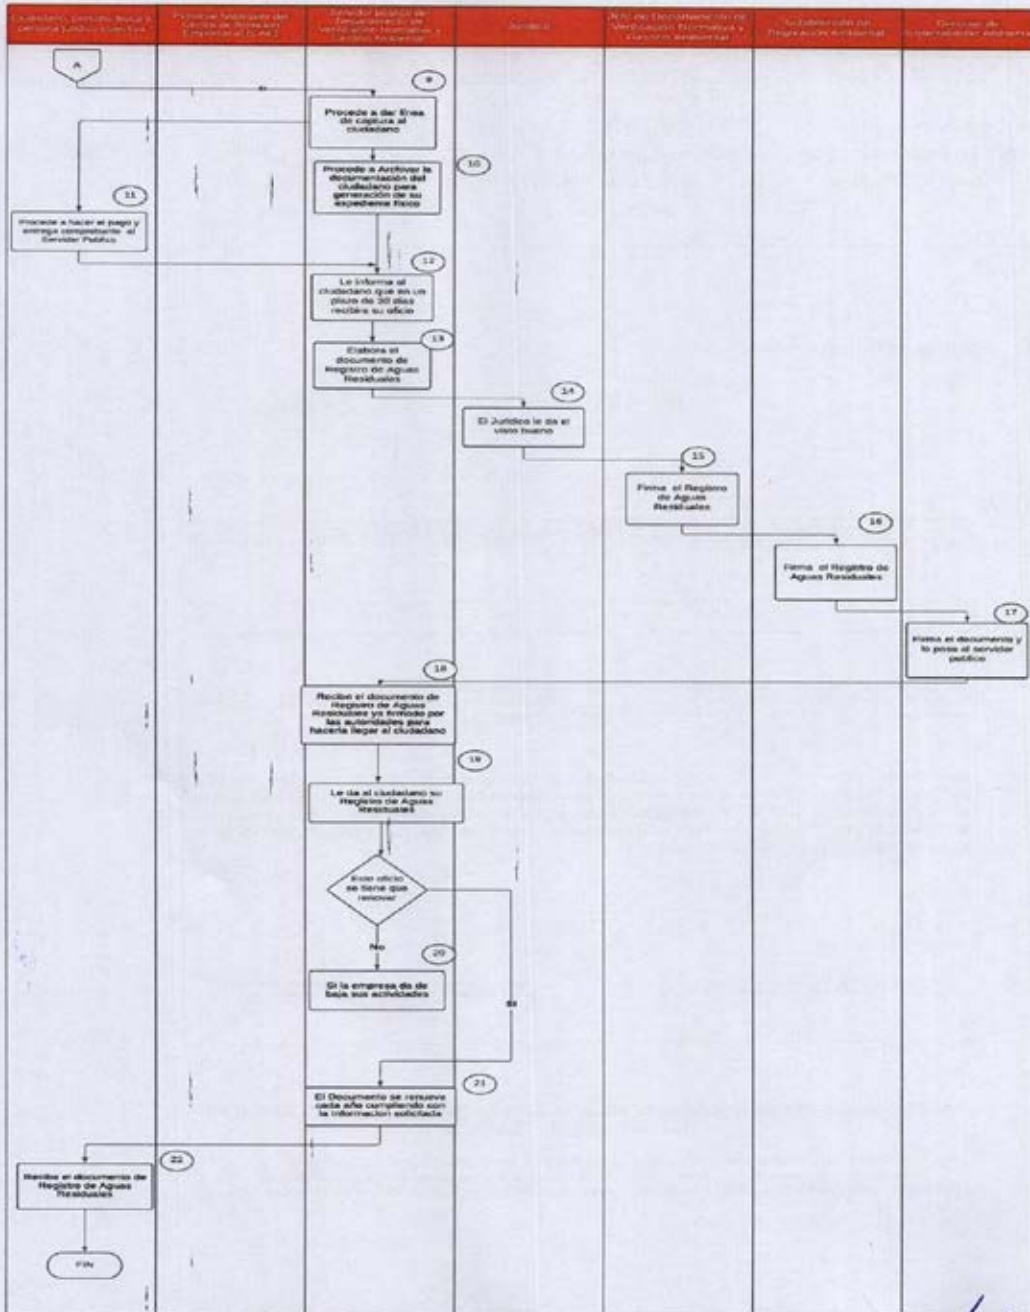 A
Si
9
Procede a dar línea
de captura al
ciudadano
10
Procede a Archivar la
documentación del
ciudadano para
generación de su
expediente físico
11
Procede a hacer el pago y
entrega comprobante al
Servidor Publico
12
Le informa al
ciudadano que en un
plazo de 30 días
recibira su oficio
13
Elabora el
documento de
Registro de Aguas
Residuales
14
El Jurídico le da el
visto bueno
15
Firma el Registro
de Aguas
Residuales
16
Firma el Registro de
Aguas Residuales
17
Firma el documento y
lo pasa al servidor
publico
18
Recibe el documento de
Registro de Aguas
Residuales ya firmado por
las autoridades para
hacerla llegar al ciudadano
19
Le da al ciudadano su
Registro de Aguas
Residuales
Este oficio
se tiene que
renovar
No
Si
20
Si la empresa da de
baja sus actividades
21
El Documento se renueva
cada año cumpliendo con
la información solicitada
22
Recibe el documento de
Registro de Aguas
Residuales
FIN